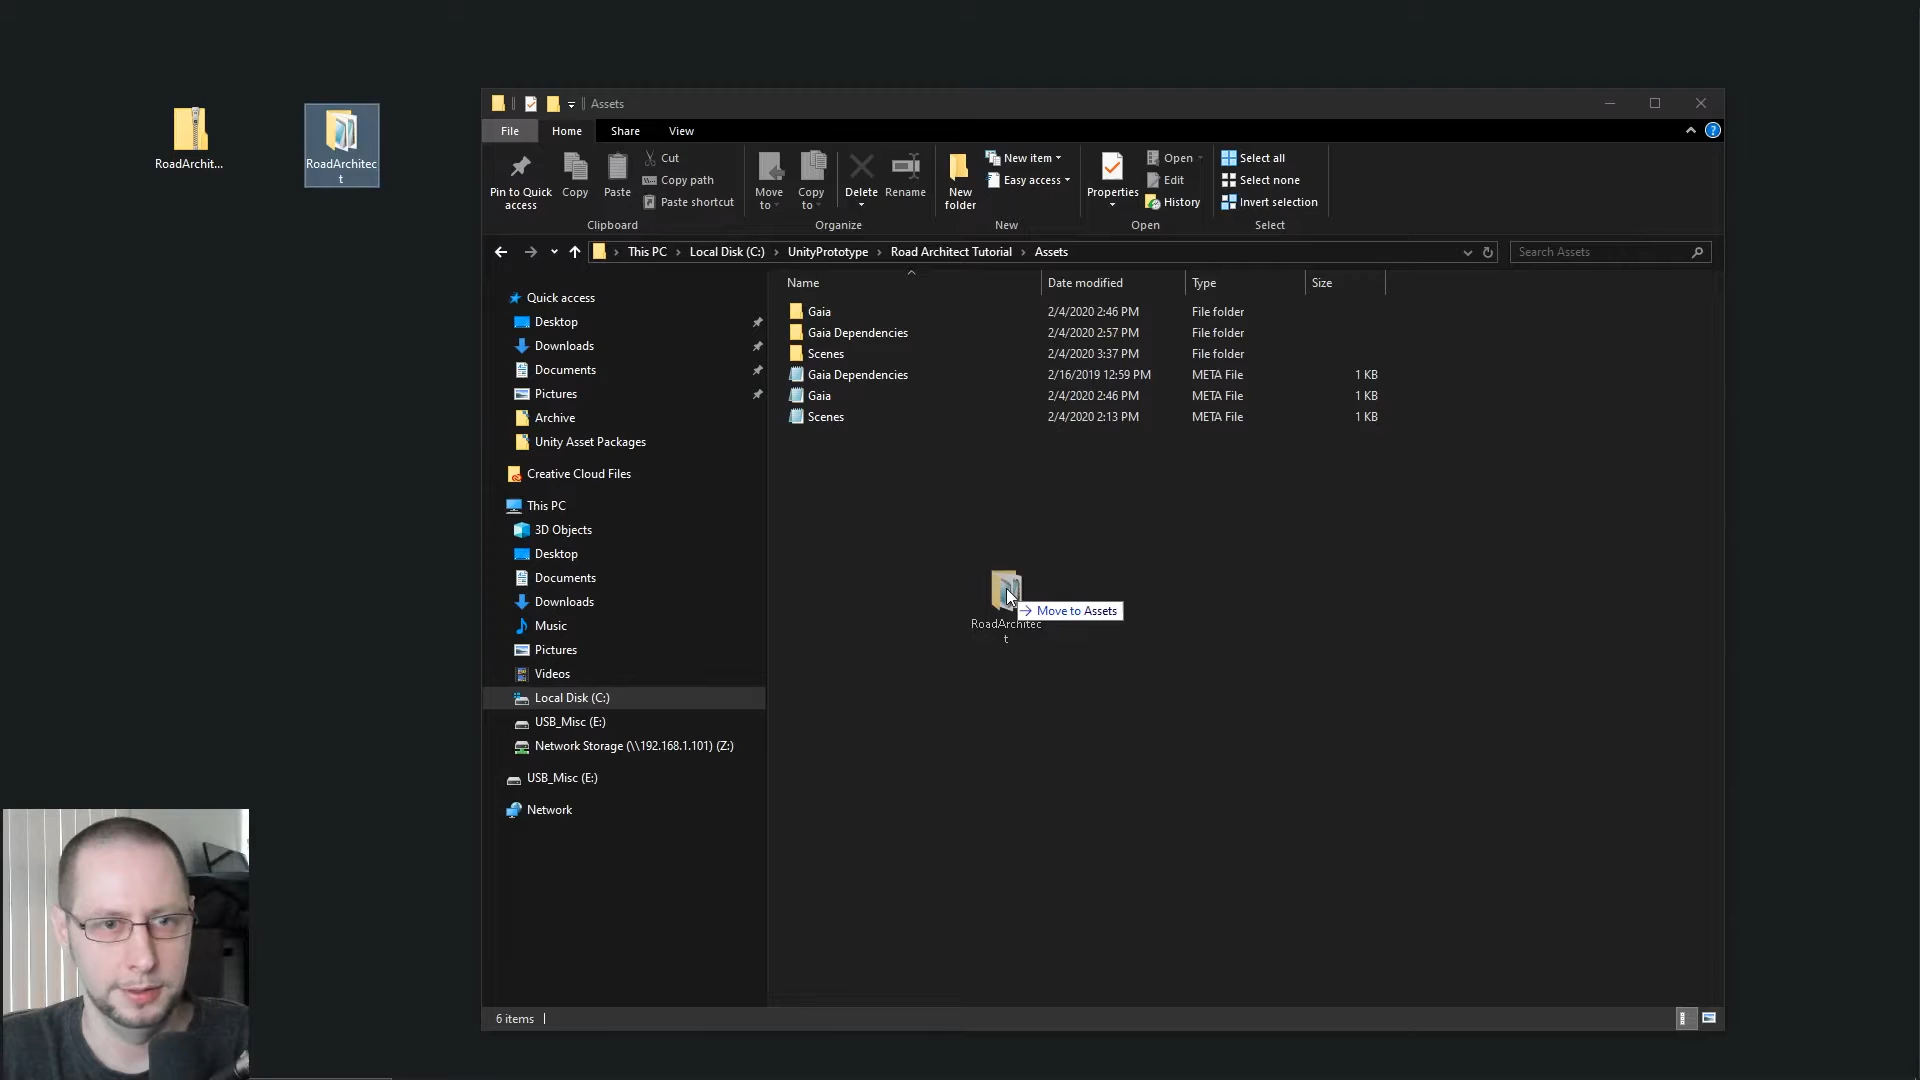 RoadArchit...
RoadArchitec
t
Assets
File
Home
Share
View
Pin to Quick
access
Copy
Paste
Cut
Copy path
Paste shortcut
Clipboard
Move
to
Copy
to
Delete
Rename
Organize
New
folder
New item
Easy access
New
Properties
Open
Edit
History
Open
Select all
Select none
Invert selection
Select
This PC
Local Disk (C:)
UnityPrototype
Road Architect Tutorial
Assets
Search Assets
Name
Date modified
Type
Size
Gaia 2/4/2020 2:46 PM File folder
Gaia Dependencies 2/4/2020 2:57 PM File folder
Scenes 2/4/2020 3:37 PM File folder
Gaia Dependencies 2/16/2019 12:59 PM META File 1 KB
Gaia 2/4/2020 2:46 PM META File 1 KB
Scenes 2/4/2020 2:13 PM META File 1 KB
Quick access
Desktop
Downloads
Documents
Pictures
Archive
Unity Asset Packages
Creative Cloud Files
This PC
3D Objects
Desktop
Documents
Downloads
Music
Pictures
Videos
Local Disk (C:)
USB_Misc (E:)
Network Storage (\\192.168.1.101) (Z:)
USB_Misc (E:)
Network
Move to Assets
RoadArchitec
t
6 items